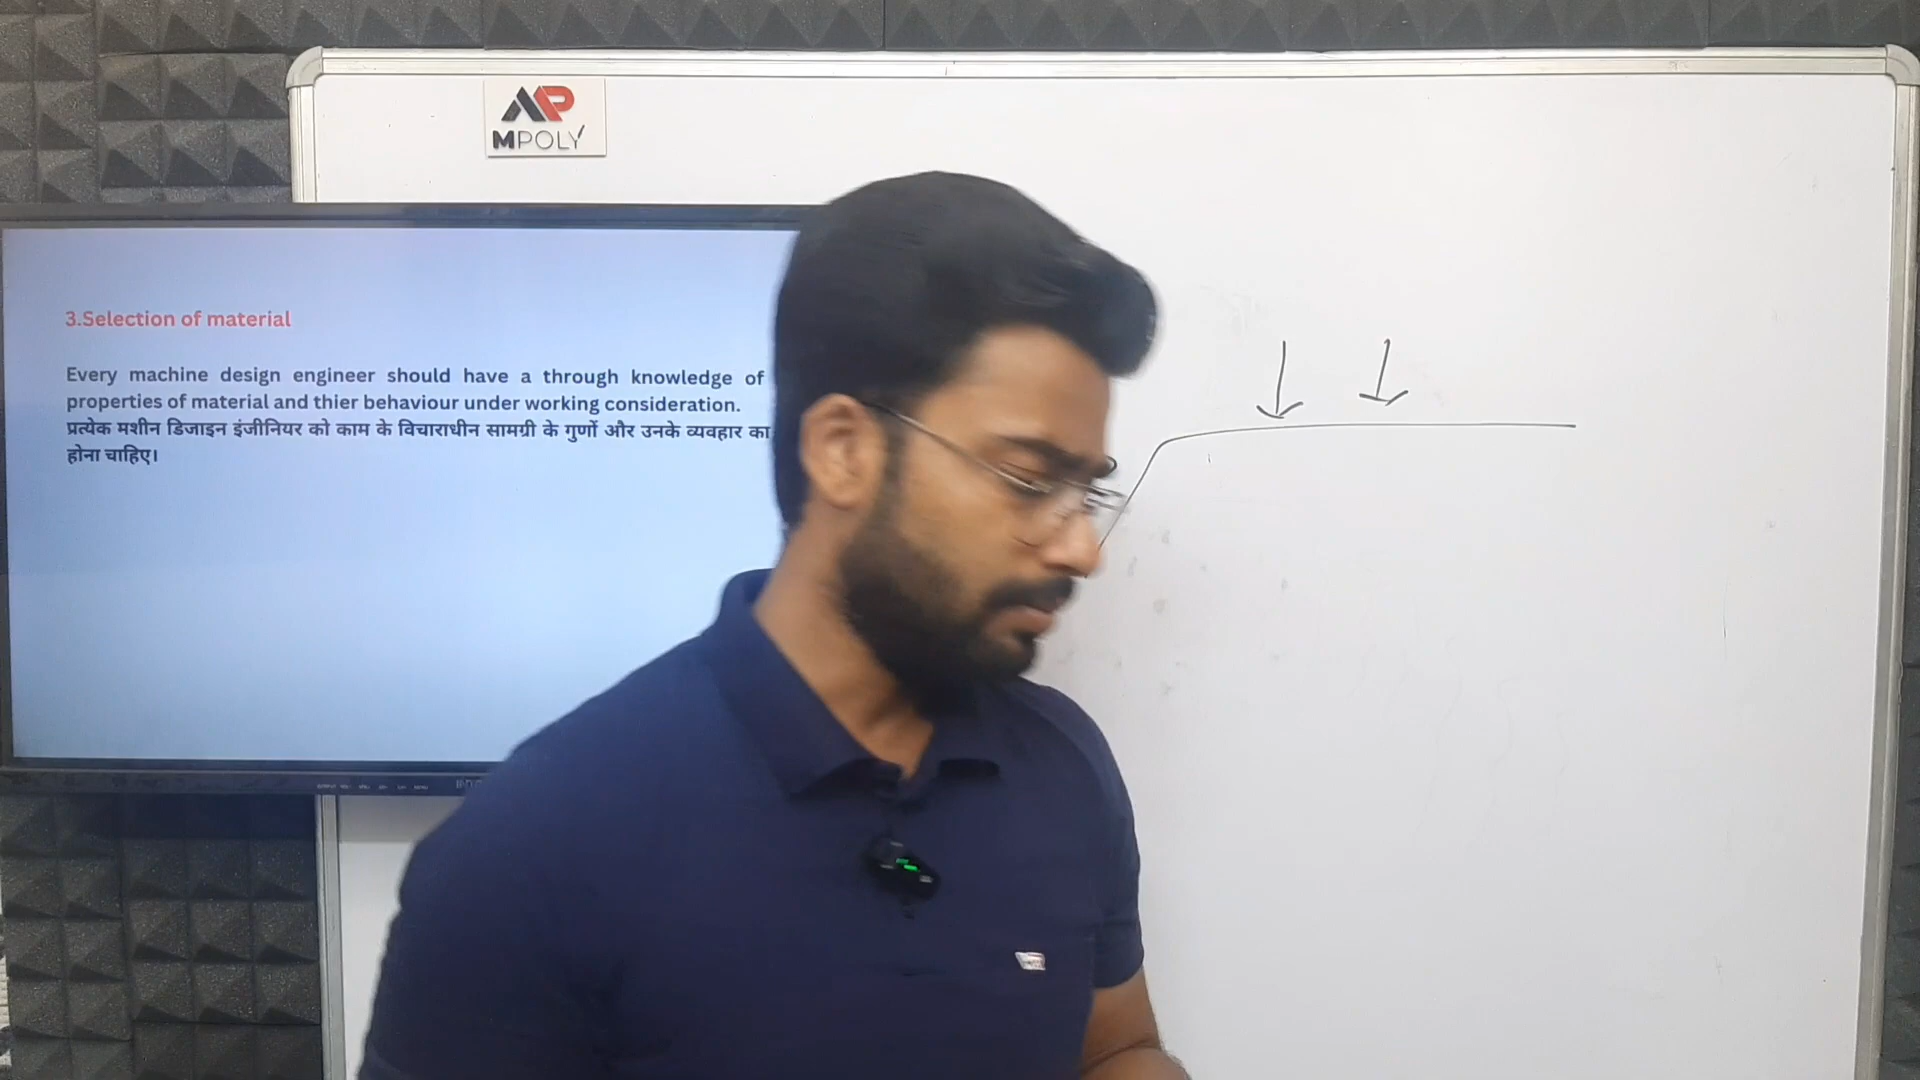 MPOLY
3.Selection of material
Every machine design engineer should have a through knowledge of
properties of material and thier behaviour under working consideration.
प्रत्येक मशीन डिजाइन इंजीनियर को काम के विचाराधीन सामग्री के गुणों और उनके व्यवहार का
होना चाहिए।